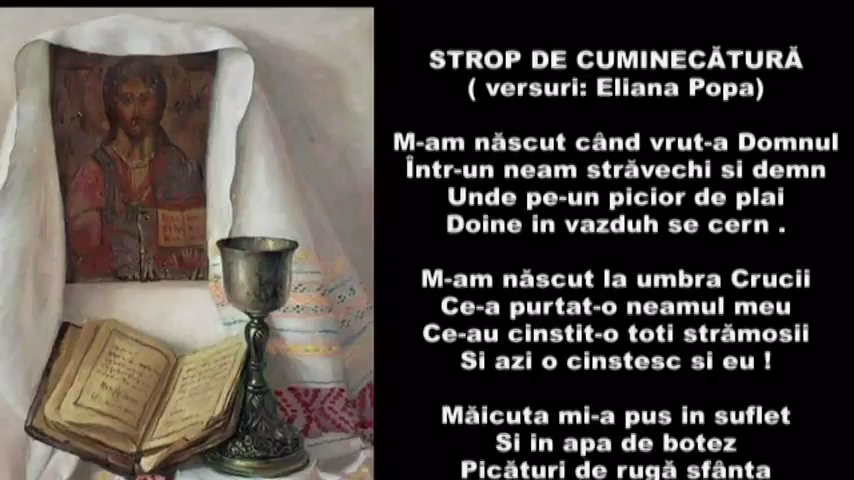 STROP DE CUMINECĂTURĂ
( versuri: Eliana Popa)
M-am născut când vrut-a Domnul
Într-un neam străvechi si demn
Unde pe-un picior de plai
Doine in vazduh se cern .
M-am născut la umbra Crucii
Ce-a purtat-o neamul meu
Ce-au cinstit-o toti strămosii
Si azi o cinstesc si eu !
Măicuta mi-a pus in suflet
Si in apa de botez
Picături de rugă sfânta